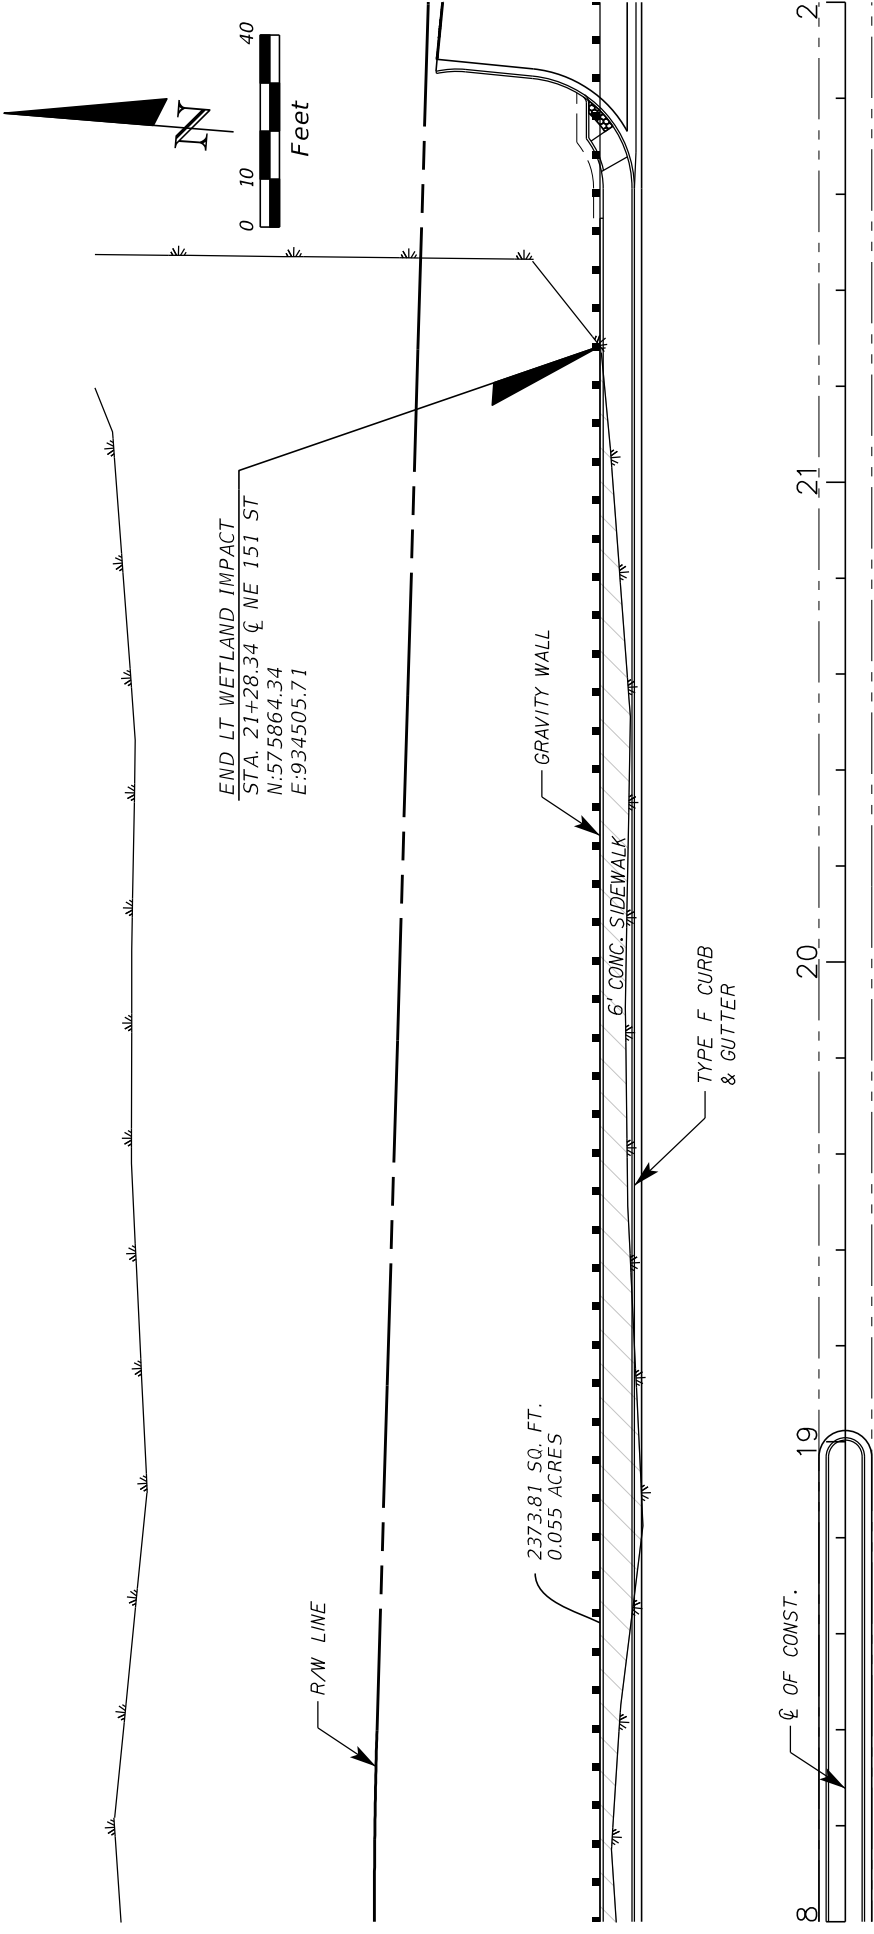 0 10 40
Feet
N
END LT WETLAND IMPACT
STA. 21+28.34 ℄ NE 151 ST
N:575864.34
E:934505.71
GRAVITY WALL
6' CONC. SIDEWALK
TYPE F CURB
& GUTTER
2373.81 SQ. FT.
0.055 ACRES
R/W LINE
℄ OF CONST.
8 19 20 21 2